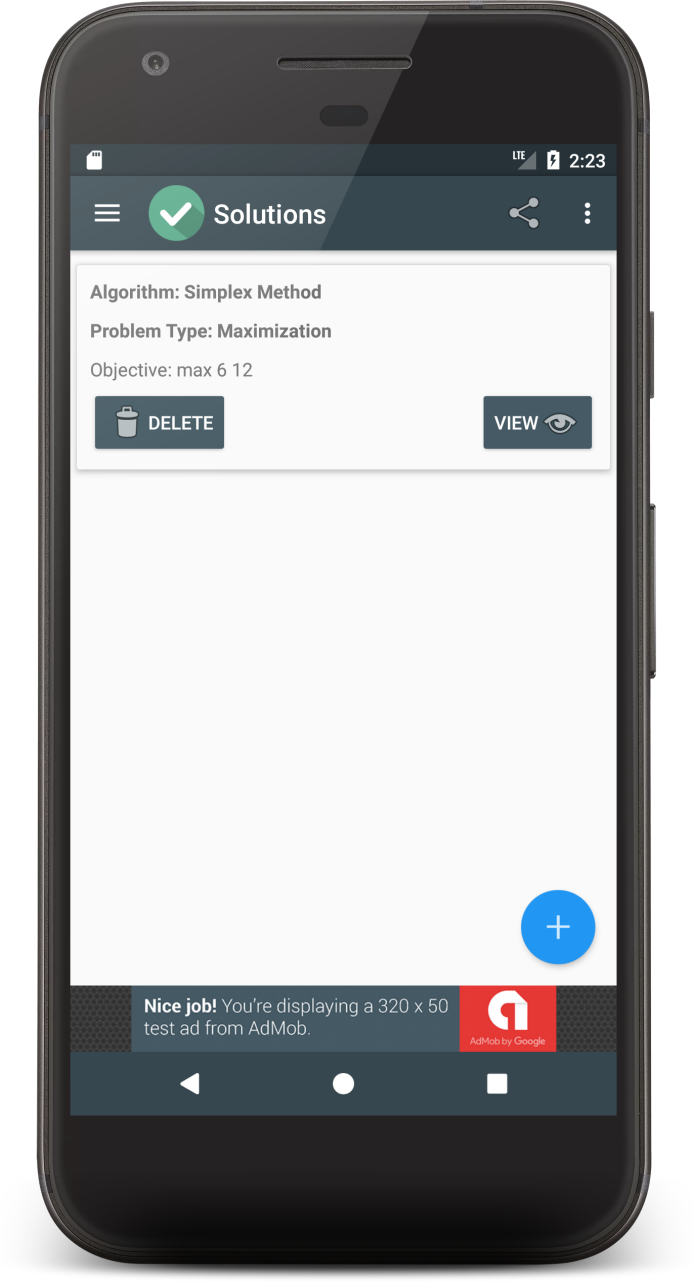 LTE 2:23
Solutions
Algorithm: Simplex Method
Problem Type: Maximization
Objective: max 6 12
DELETE
VIEW
Nice job! You're displaying a 320 x 50
test ad from AdMob.
AdMob by Google